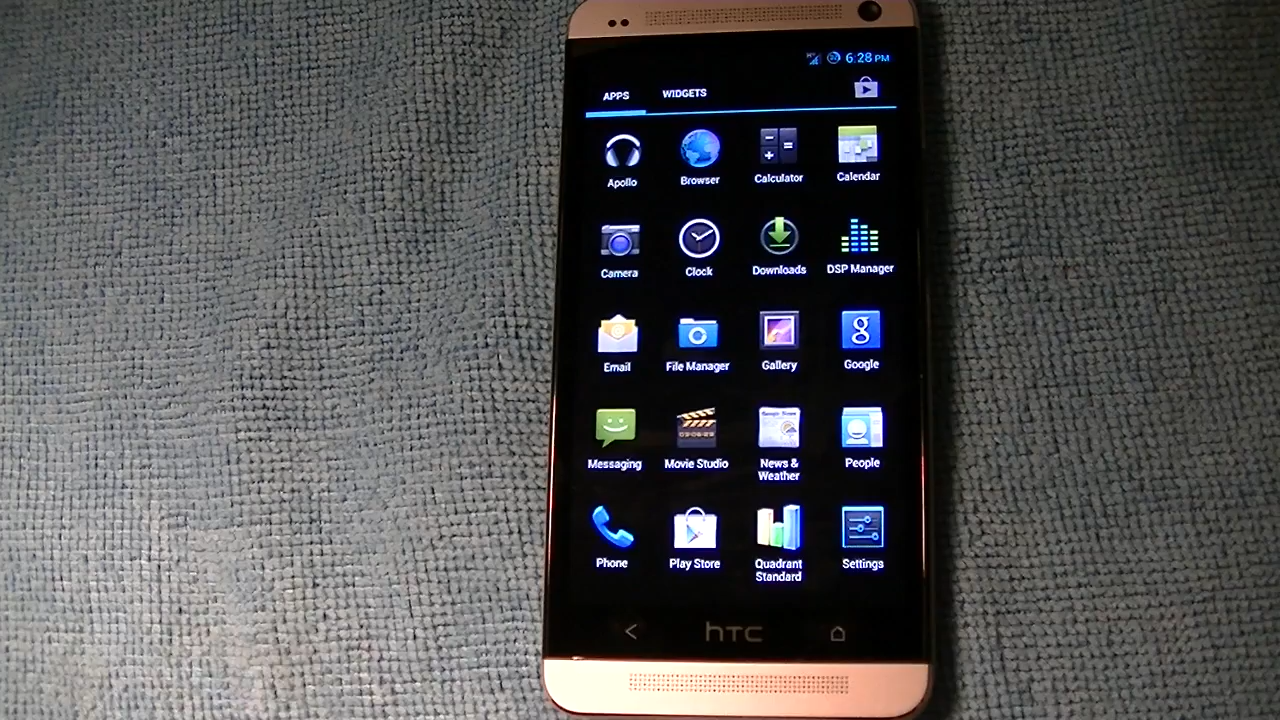 6:28 PM
APPS WIDGETS
Apollo Browser Calculator Calendar
Camera Clock Downloads DSP Manager
Email File Manager Gallery Google
Messaging Movie Studio News & Weather People
Phone Play Store Quadrant Standard Settings
hTC